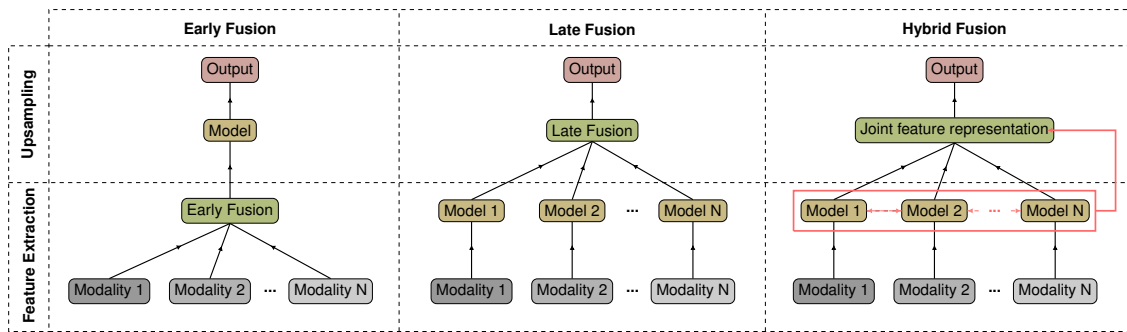 Early Fusion
Late Fusion
Hybrid Fusion
Upsampling
Output
Output
Output
Model
Late Fusion
Joint feature representation
Feature Extraction
Early Fusion
Model 1
Model 2
...
Model N
Model 1
Model 2
...
Model N
Modality 1
Modality 2
...
Modality N
Modality 1
Modality 2
...
Modality N
Modality 1
Modality 2
...
Modality N